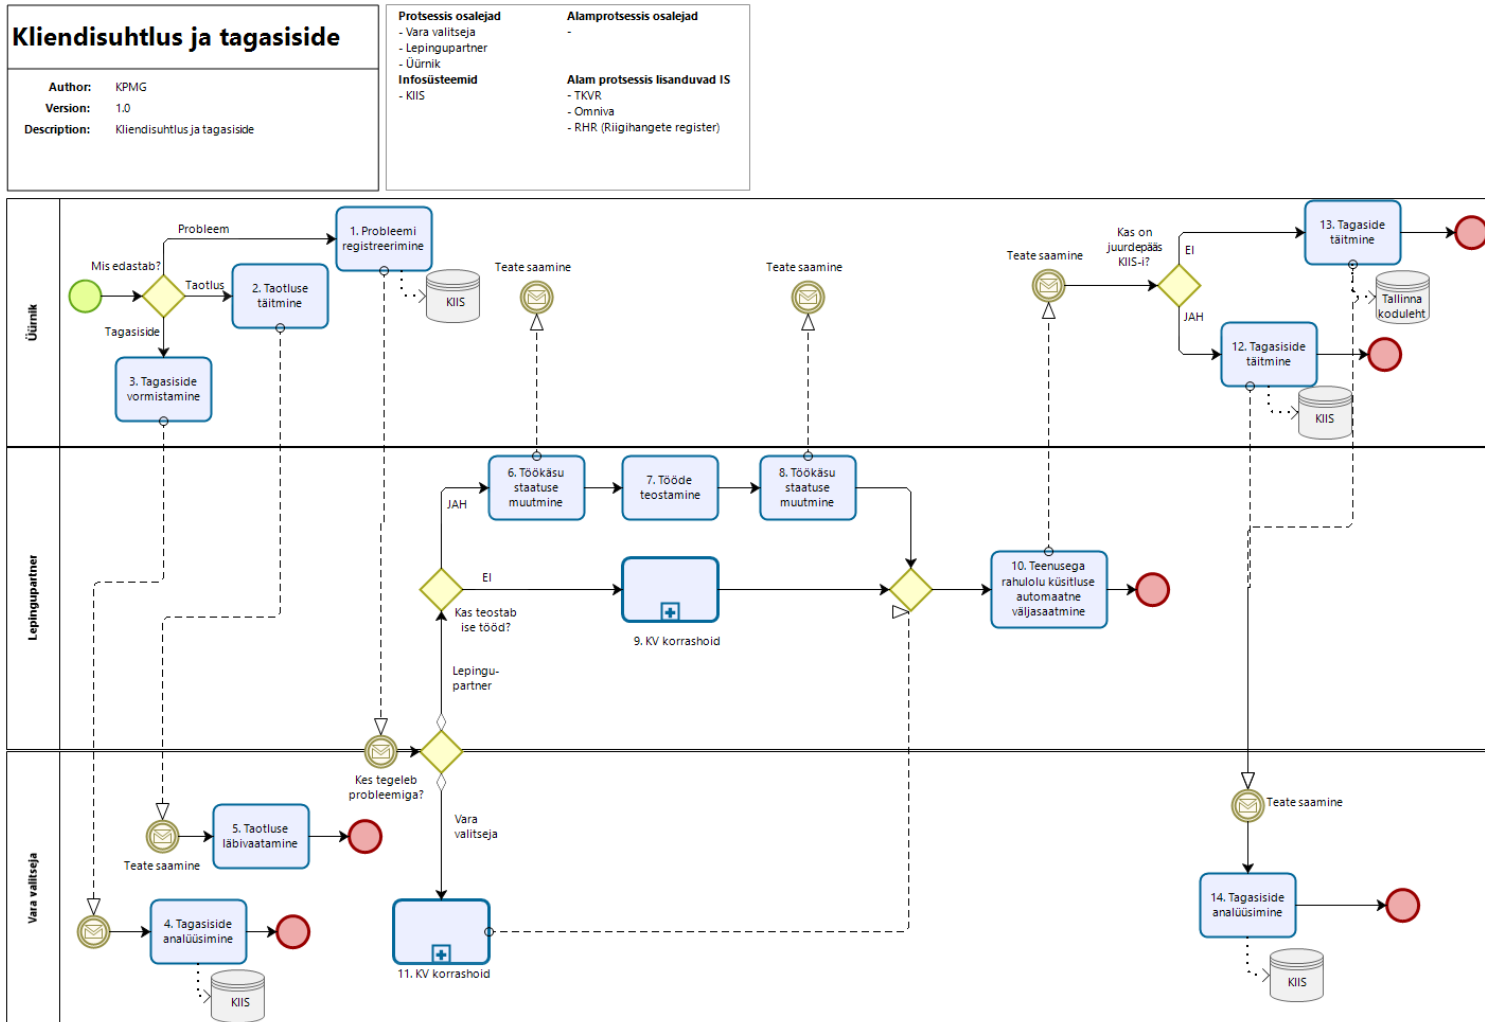 Kliendisuhtlus ja tagasiside
Author: KPMG
Version: 1.0
Description: Kliendisuhtlus ja tagasiside
Protsessis osalejad
- Vara valitseja
- Lepingupartner
- Üürnik
Infosüsteemid
- KIIS
Alamprotsessis osalejad
-
Alam protsessis lisanduvad IS
- TKVR
- Omniva
- RHR (Riigihangete register)
Üürnik
Mis edastab?
Probleem
Taotlus
Tagasiside
1. Probleemi
registreerimine
KIIS
2. Taotluse
täitmine
3. Tagasiside
vormistamine
Teate saamine
Teate saamine
Teate saamine
Kas on
juurdepääs
KIIS-i?
EI
JAH
13. Tagaside
täitmine
Tallinna
koduleht
12. Tagasiside
täitmine
KIIS
Lepingupartner
JAH
6. Töökäsu
staatuse
muutmine
7. Tööde
teostamine
8. Töökäsu
staatuse
muutmine
EI
Kas teostab
ise tööd?
9. KV korrashoid
10. Teenusega
rahulolu küsitluse
automaatne
väljasaatmine
Lepingu-
partner
Vara valitseja
Kes tegeleb
probleemiga?
Vara
valitseja
Teate saamine
5. Taotluse
läbivaatamine
4. Tagasiside
analüüsimine
KIIS
11. KV korrashoid
Teate saamine
14. Tagasiside
analüüsimine
KIIS